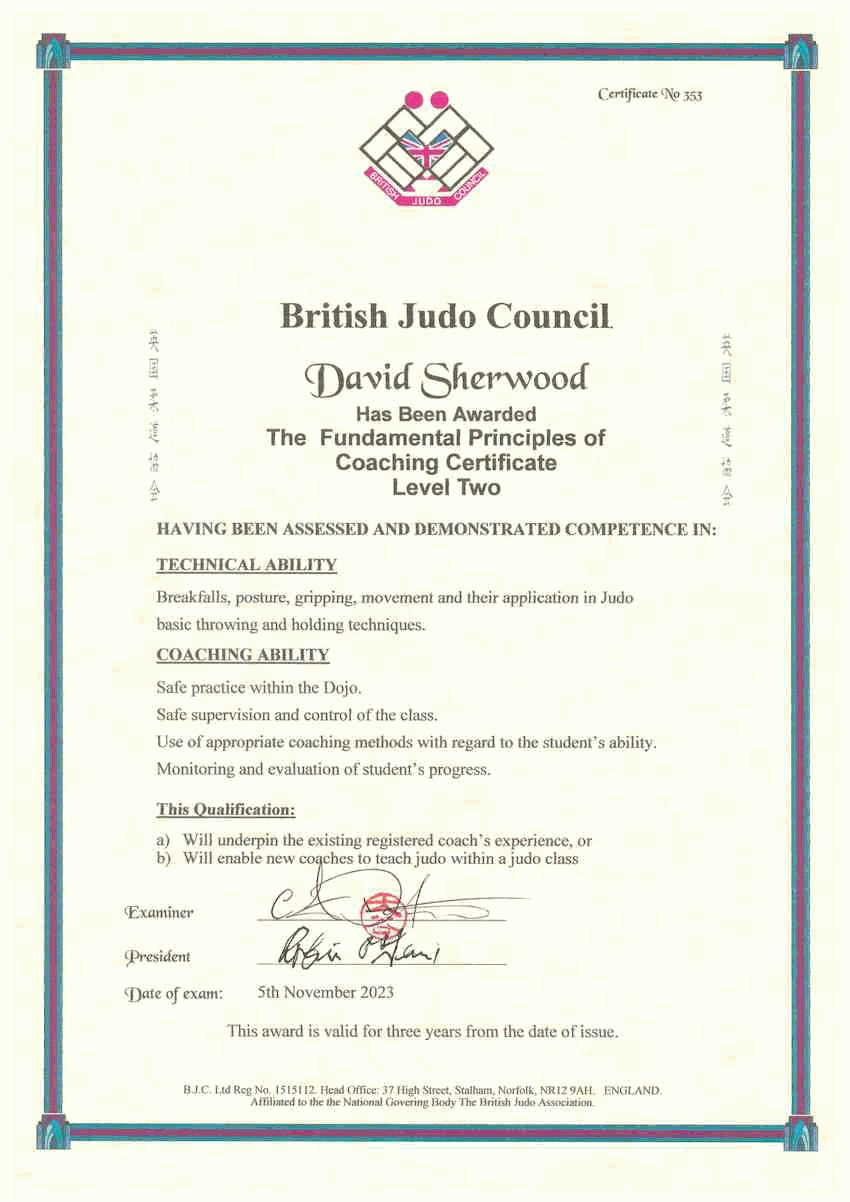 Certificate No 353
BRITISH JUDO COUNCIL
British Judo Council
David Sherwood
Has Been Awarded
The Fundamental Principles of
Coaching Certificate
Level Two
HAVING BEEN ASSESSED AND DEMONSTRATED COMPETENCE IN:
TECHNICAL ABILITY
Breakfalls, posture, gripping, movement and their application in Judo
basic throwing and holding techniques.
COACHING ABILITY
Safe practice within the Dojo.
Safe supervision and control of the class.
Use of appropriate coaching methods with regard to the student’s ability.
Monitoring and evaluation of student’s progress.
This Qualification:
a) Will underpin the existing registered coach’s experience, or
b) Will enable new coaches to teach judo within a judo class
Examiner
President
Date of exam: 5th November 2023
This award is valid for three years from the date of issue.
B.J.C. Ltd Reg No. 1515112. Head Office: 37 High Street, Stalham, Norfolk, NR12 9AH. ENGLAND.
Affiliated to the the National Govering Body The British Judo Association.